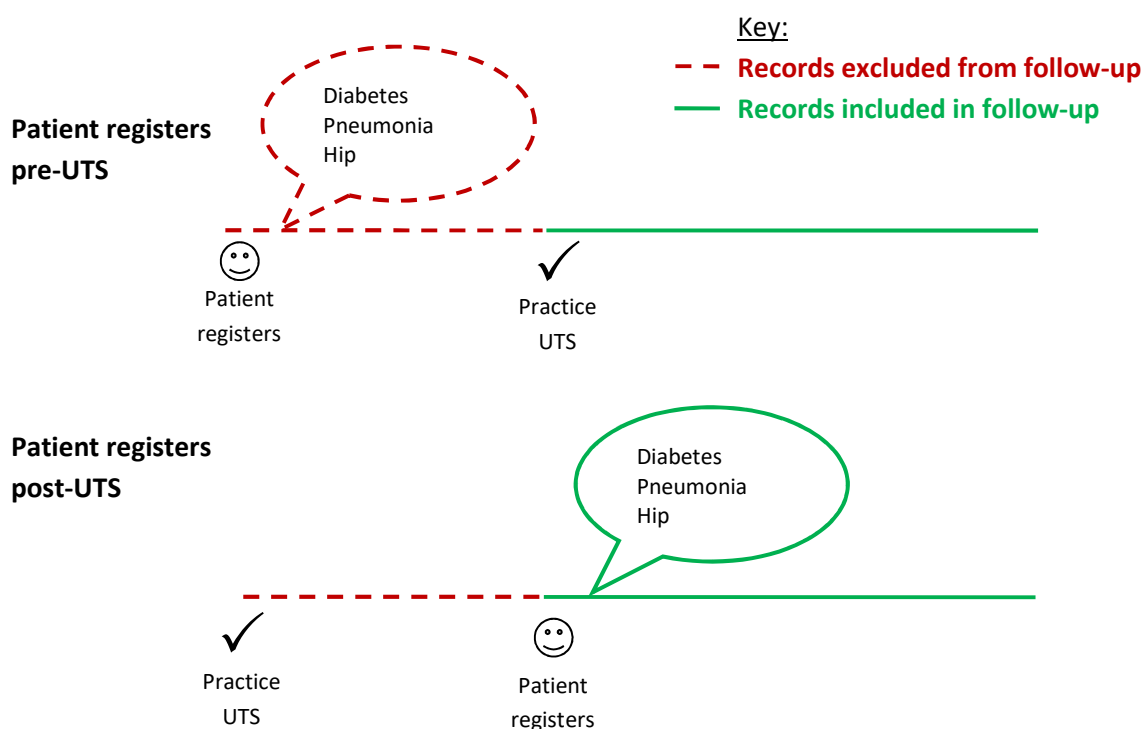 Key:
Records excluded from follow-up
Records included in follow-up
Patient registers
pre-UTS
Diabetes
Pneumonia
Hip
Patient
registers
Practice
UTS
Patient registers
post-UTS
Diabetes
Pneumonia
Hip
Practice
UTS
Patient
registers